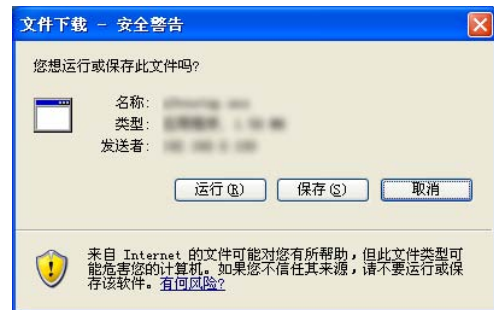 文件下载 - 安全警告
您想运行或保存此文件吗?
名称:
类型:
发送者:
运行(R) 保存(S) 取消
来自 Internet 的文件可能对您有所帮助，但此文件类型可
能危害您的计算机。如果您不信任其来源，请不要运行或保
存该软件。有何风险?